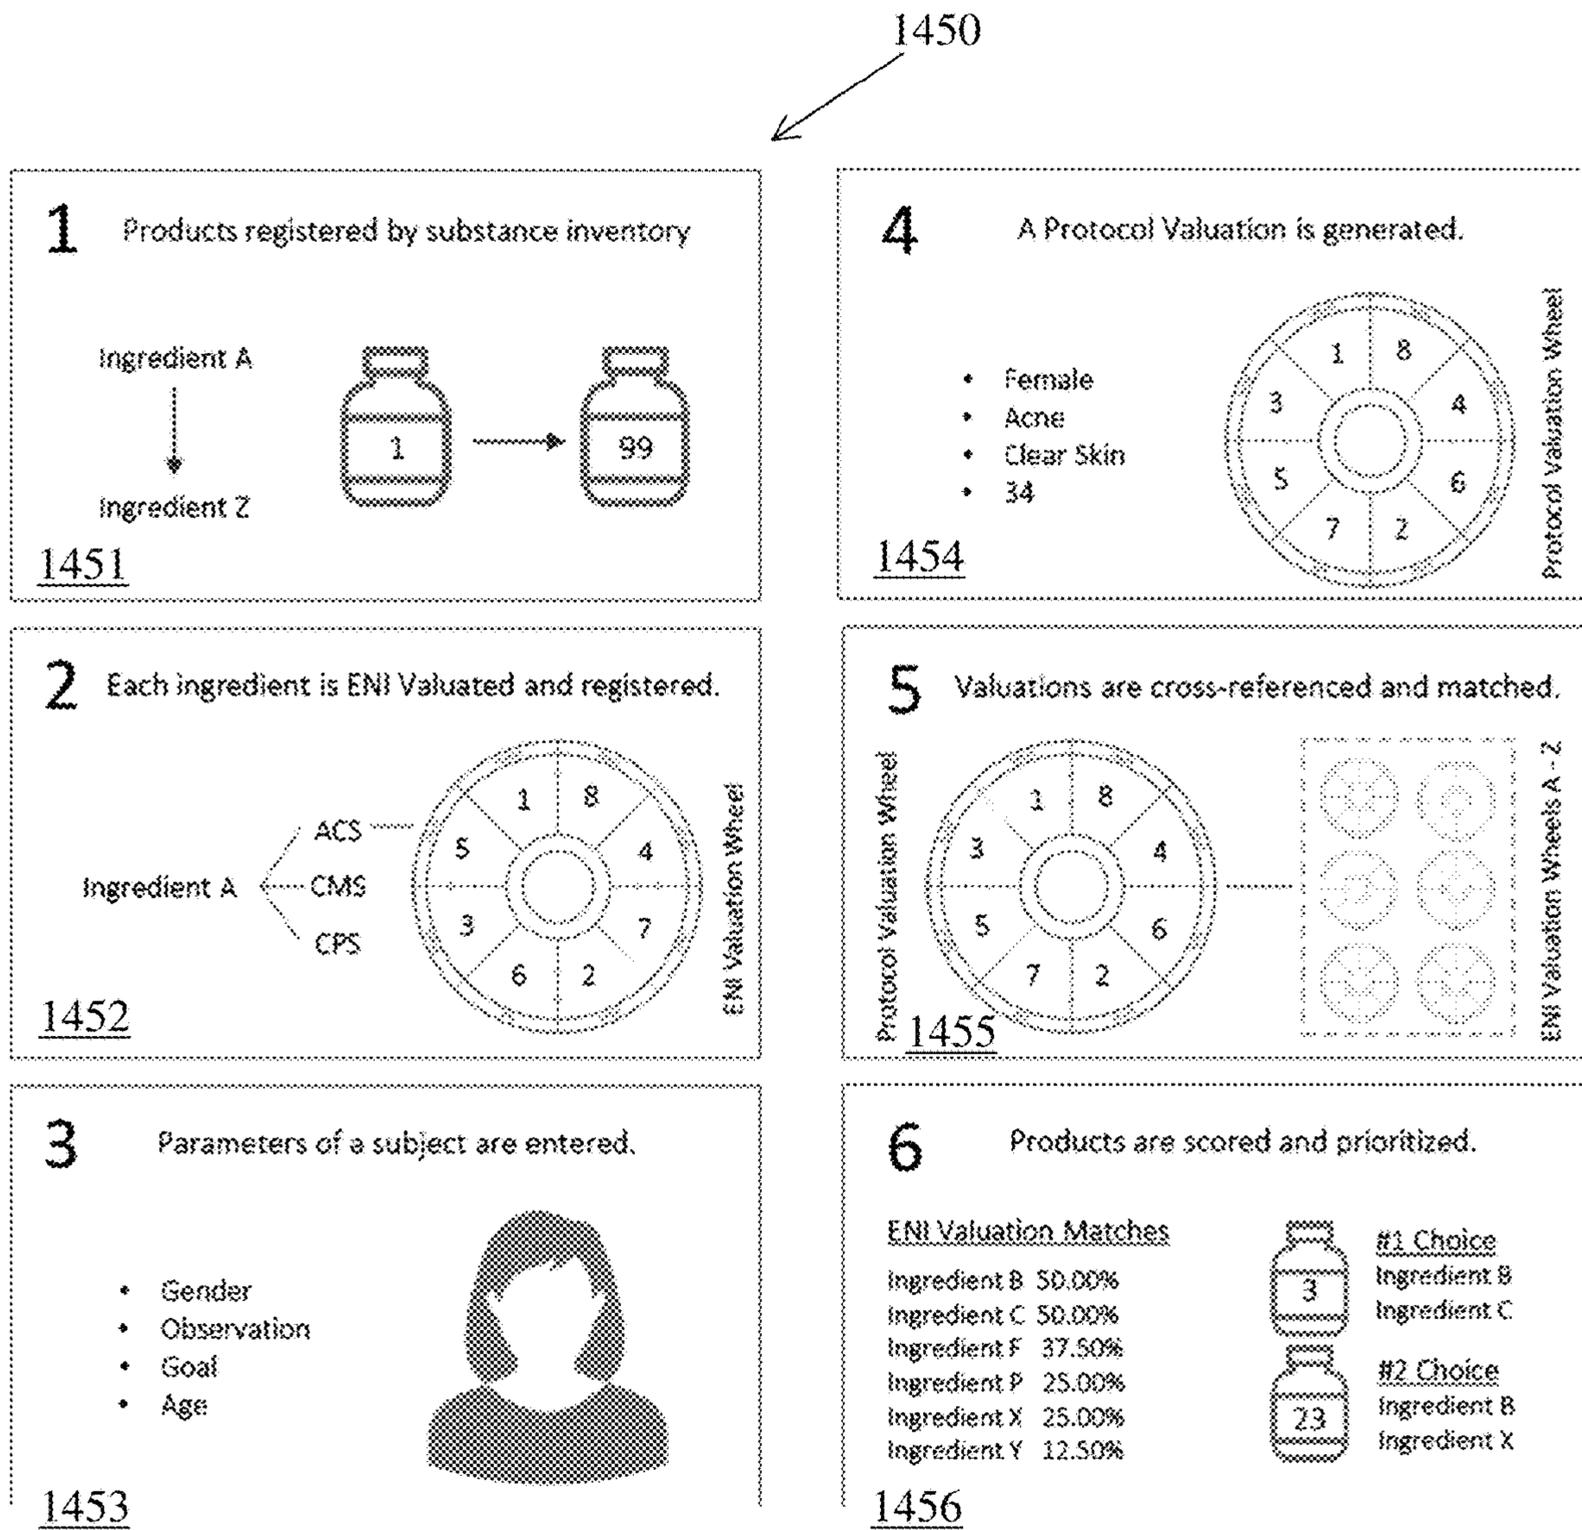 1450
1 Products registered by substance inventory
Ingredient A
Ingredient Z
1
99
1451
2 Each ingredient is ENI Valuated and registered.
Ingredient A
ACS
CMS
CPS
1 8
5 4
3 7
6 2
ENI Valuation Wheel
1452
3 Parameters of a subject are entered.
• Gender
• Observation
• Goal
• Age
1453
4 A Protocol Valuation is generated.
• Female
• Acne
• Clear Skin
• 34
1 8
3 4
5 6
7 2
Protocol Valuation Wheel
1454
5 Valuations are cross-referenced and matched.
Protocol Valuation Wheel
1 8
3 4
5 6
7 2
ENI Valuation Wheels A - Z
1455
6 Products are scored and prioritized.
ENI Valuation Matches
Ingredient B 50.00%
Ingredient C 50.00%
Ingredient F 37.50%
Ingredient P 25.00%
Ingredient X 25.00%
Ingredient Y 12.50%
3
#1 Choice
Ingredient B
Ingredient C
23
#2 Choice
Ingredient B
Ingredient X
1456